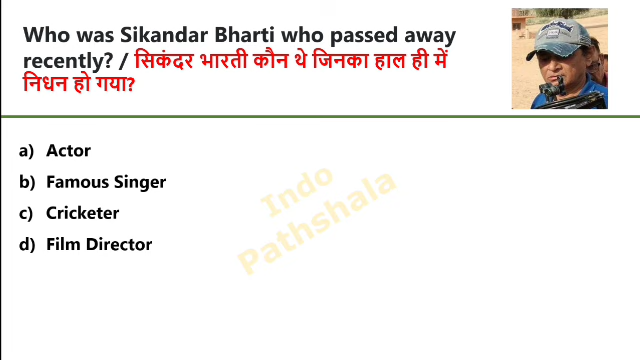 Who was Sikandar Bharti who passed away
recently? / सिकंदर भारती कौन थे जिनका हाल ही में
निधन हो गया?
a) Actor
b) Famous Singer
c) Cricketer
d) Film Director
Indo
Pathshala